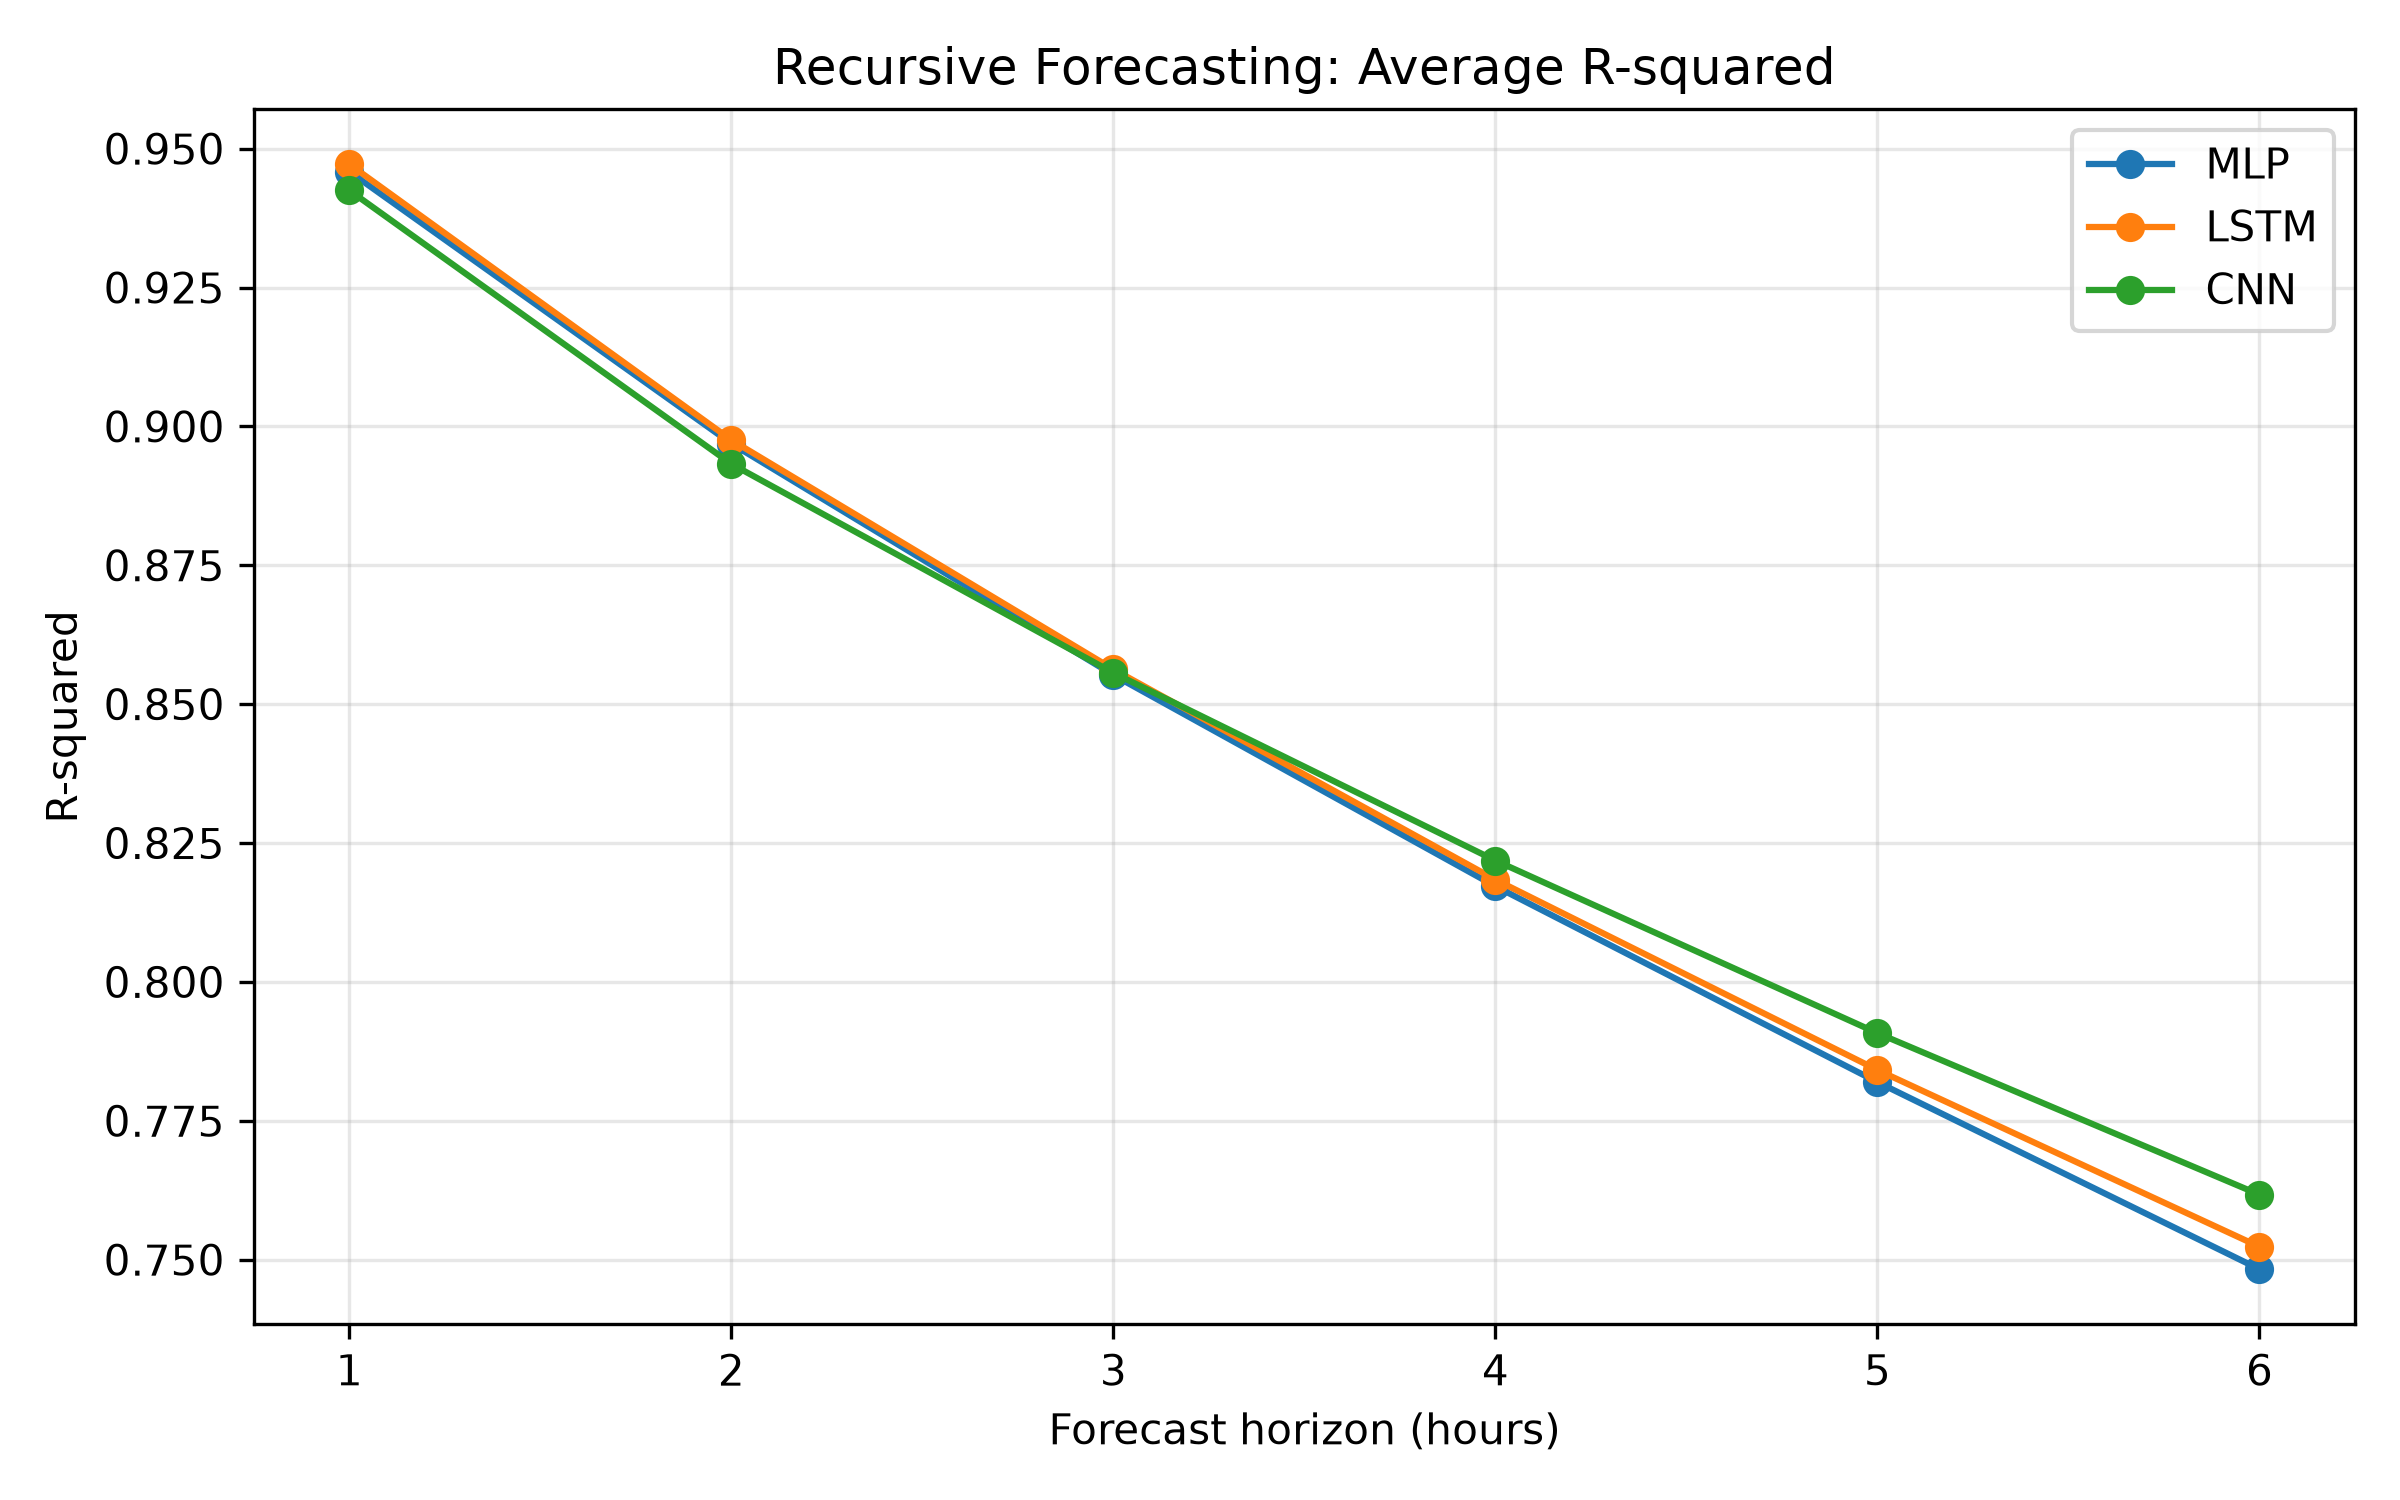 Recursive Forecasting: Average R-squared
0.950
0.925
0.900
0.875
0.850
0.825
0.800
0.775
0.750
R-squared
MLP
LSTM
CNN
1 2 3 4 5 6
Forecast horizon (hours)